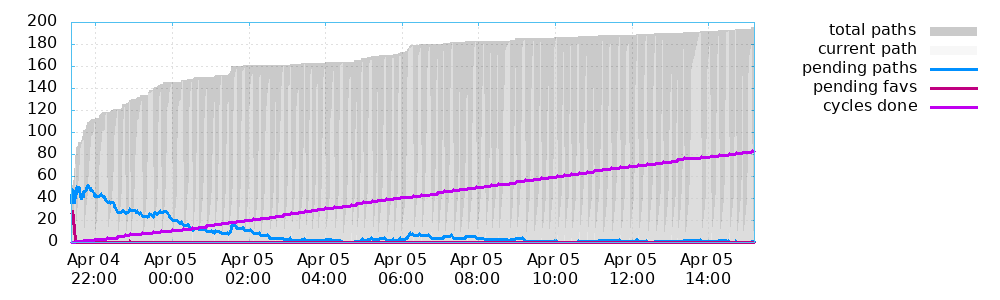 200
180
160
140
120
100
80
60
40
20
0
Apr 04 Apr 05 Apr 05 Apr 05 Apr 05 Apr 05 Apr 05 Apr 05 Apr 05
22:00 00:00 02:00 04:00 06:00 08:00 10:00 12:00 14:00
total paths
current path
pending paths
pending favs
cycles done